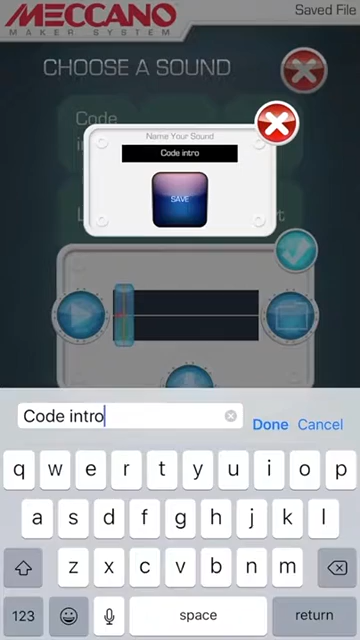 MECCANO
MAKER SYSTEM
Saved File
CHOOSE A SOUND
Code
Name Your Sound
Code intro
SAVE
Code intro
Done Cancel
q w e r t y u i o p
a s d f g h j k l
z x c v b n m
123 space return